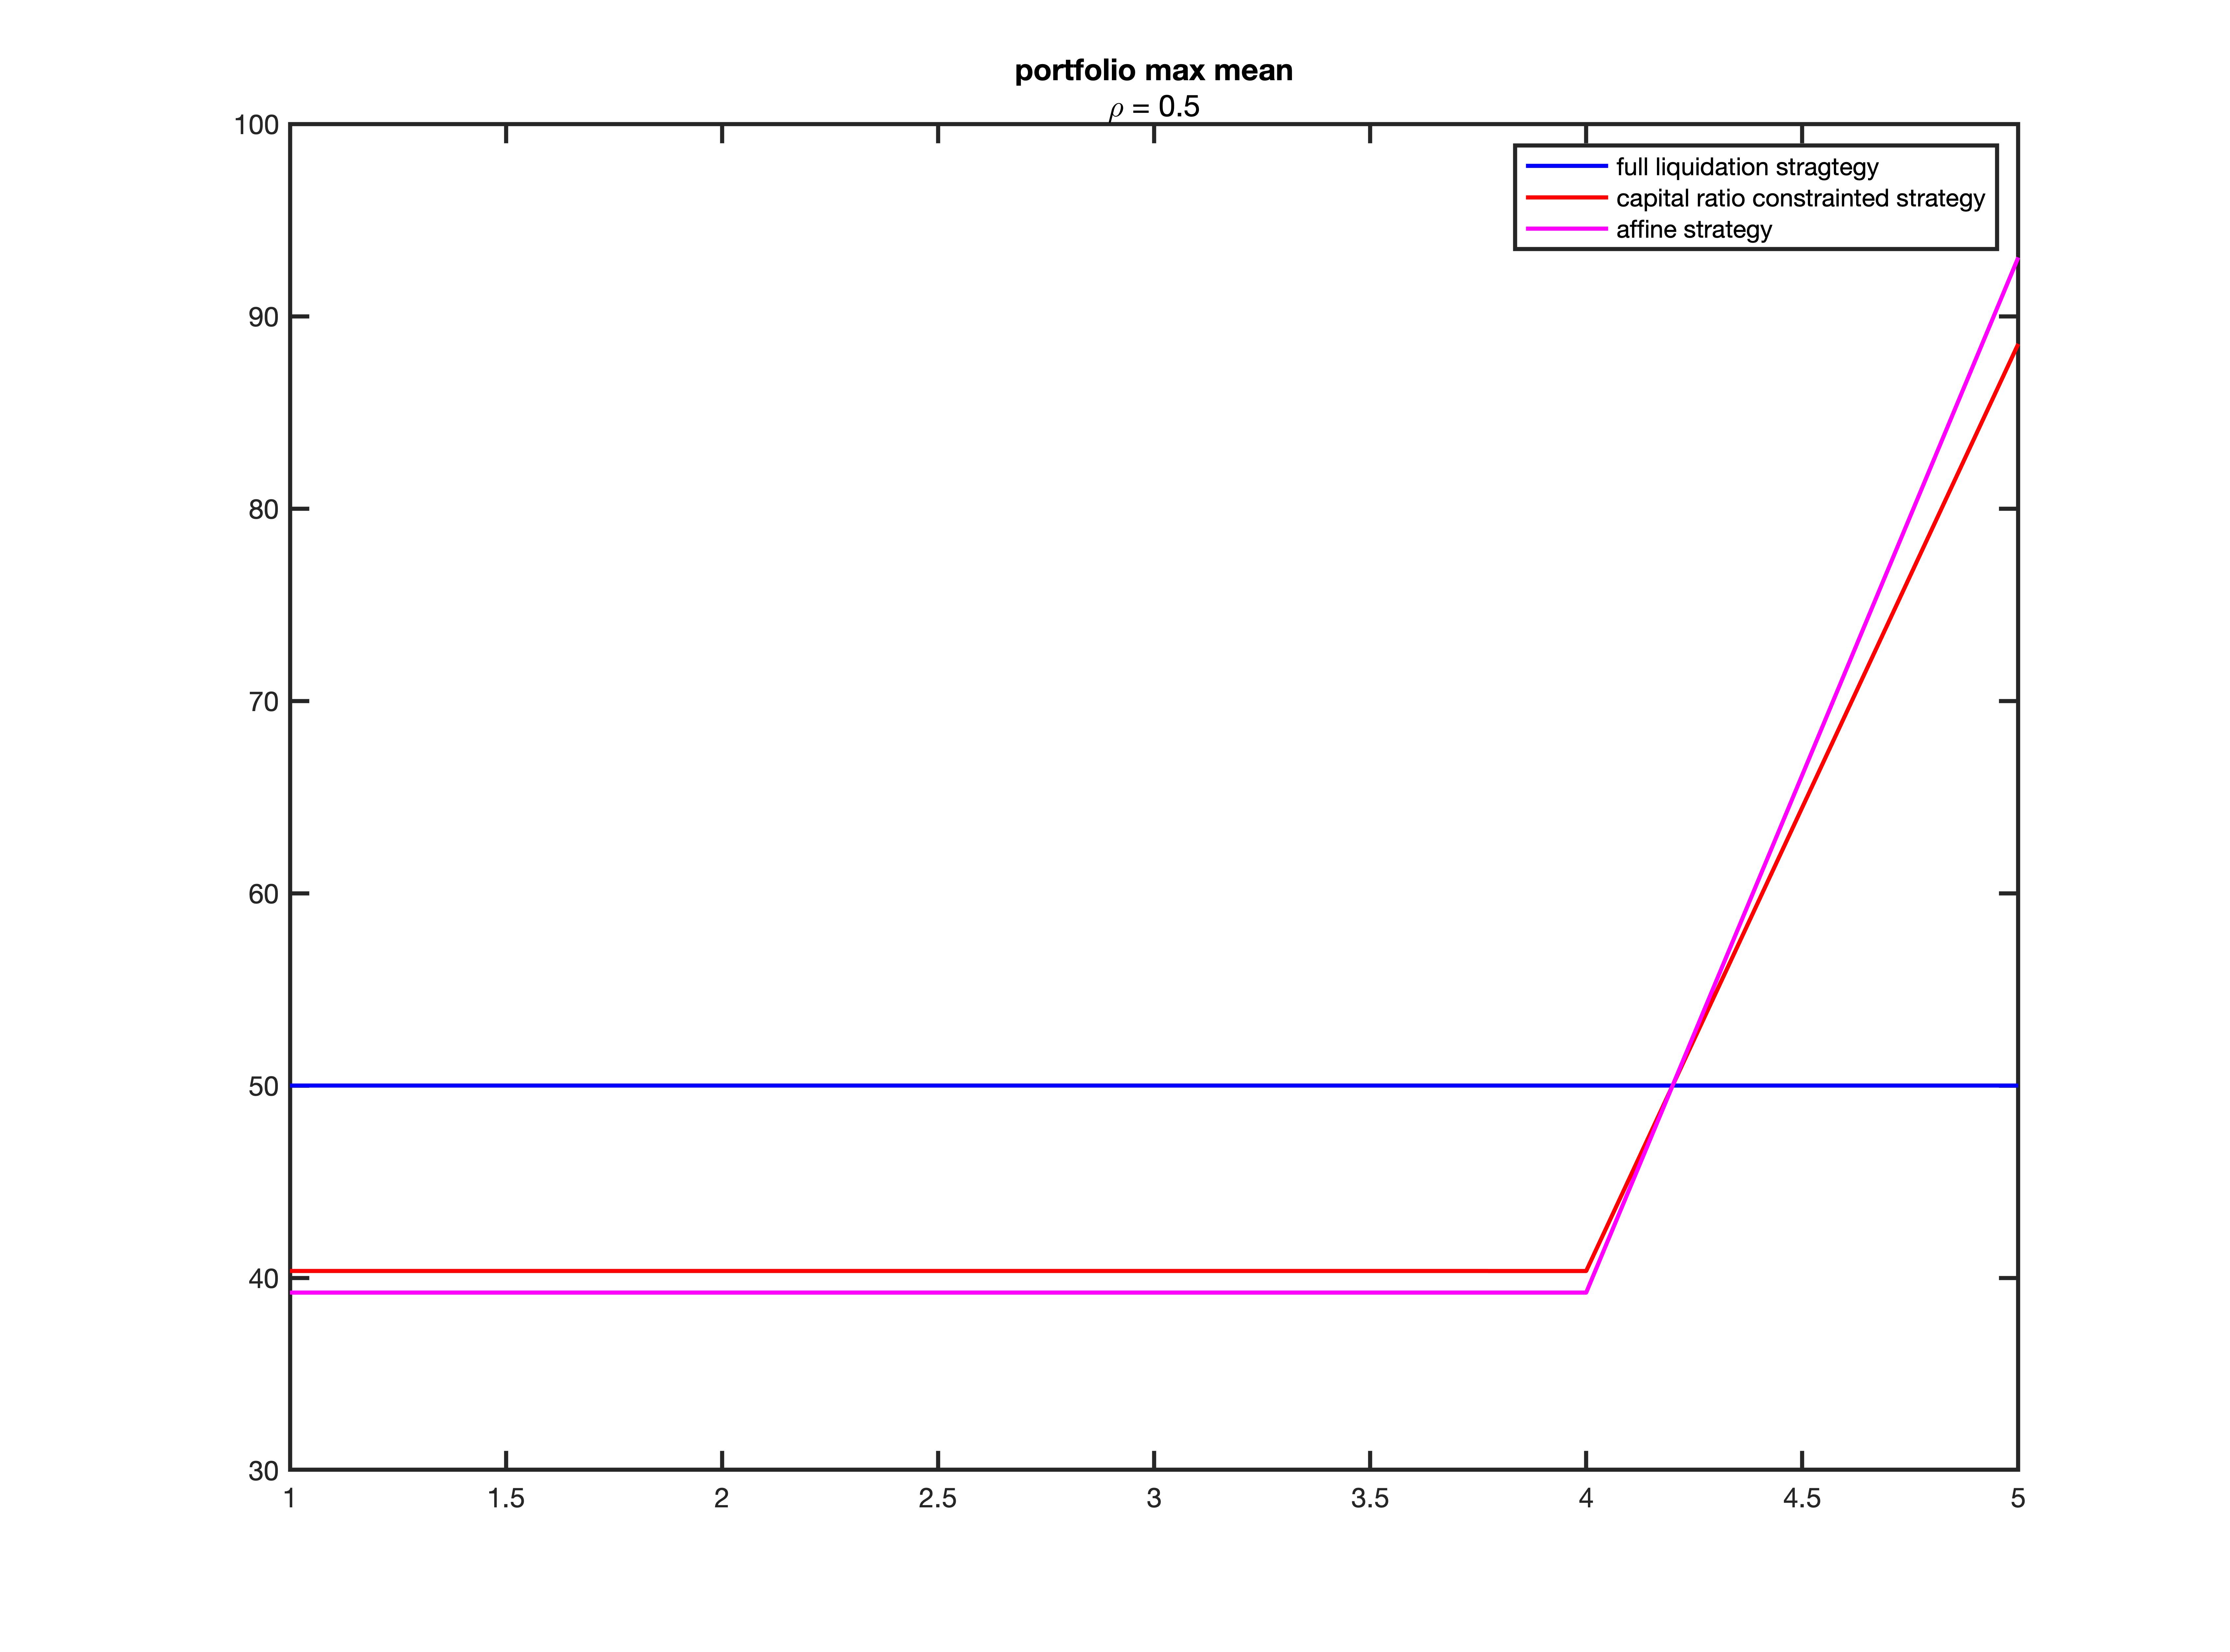 portfolio max mean
ρ = 0.5
100
90
80
70
60
50
40
30
full liquidation stragtegy
capital ratio constrainted strategy
affine strategy
1 1.5 2 2.5 3 3.5 4 4.5 5